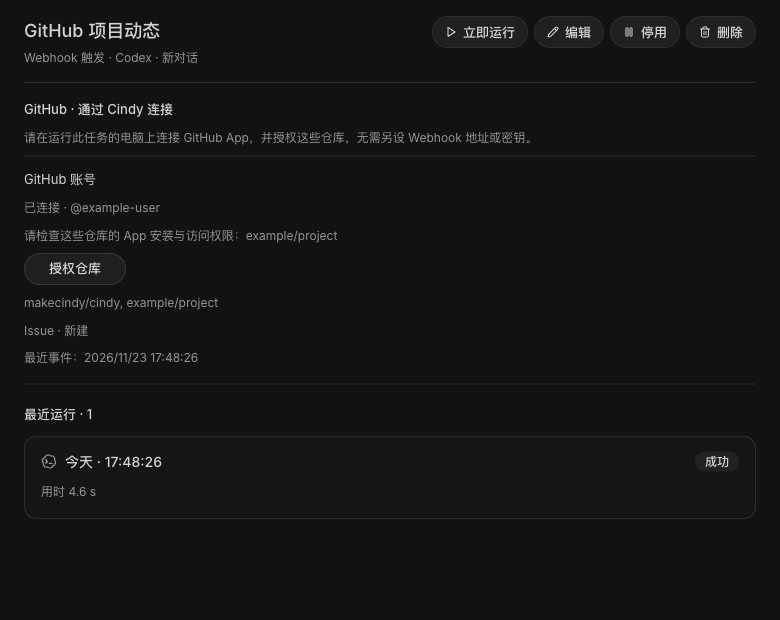 GitHub 项目动态
立即运行
编辑
停用
删除
Webhook 触发 · Codex · 新对话
GitHub · 通过 Cindy 连接
请在运行此任务的电脑上连接 GitHub App，并授权这些仓库，无需另设 Webhook 地址或密钥。
GitHub 账号
已连接 · @example-user
请检查这些仓库的 App 安装与访问权限：example/project
授权仓库
makecindy/cindy, example/project
Issue · 新建
最近事件：2026/11/23 17:48:26
最近运行 · 1
今天 · 17:48:26
成功
用时 4.6 s